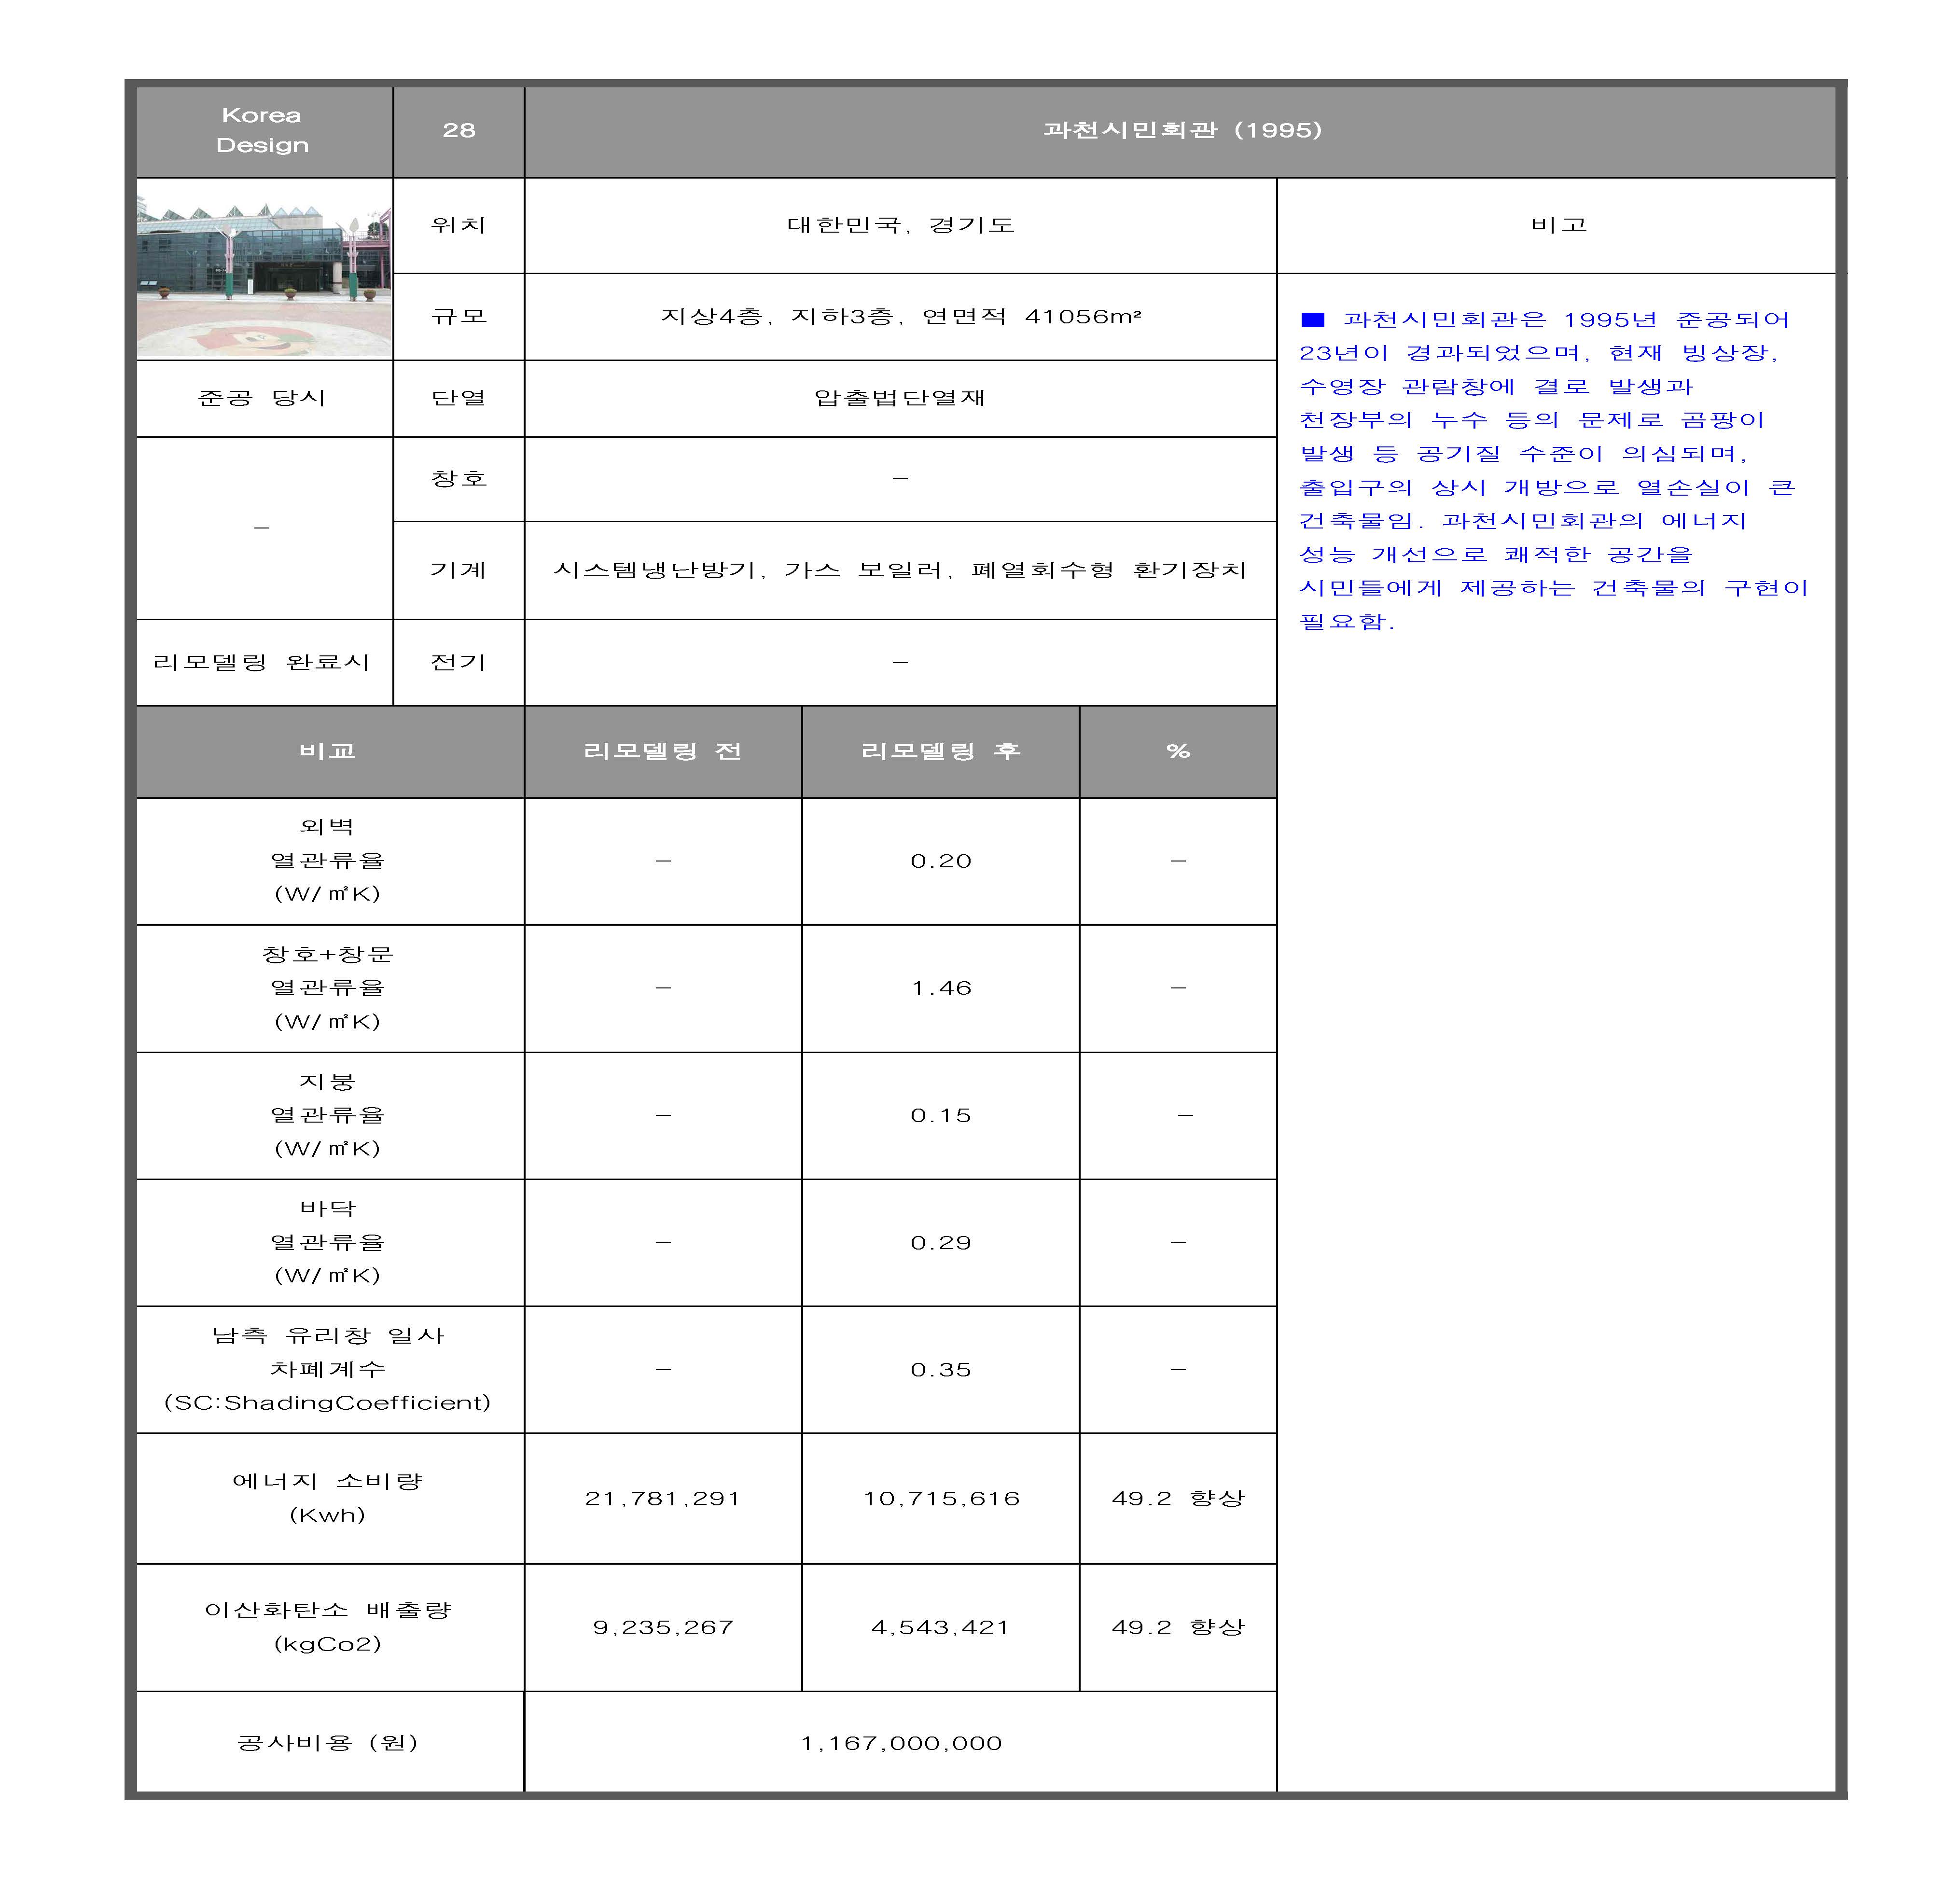 Korea
Design
28
과천시민회관 (1995)
위치
대한민국, 경기도
비고
규모
지상4층, 지하3층, 연면적 41056m²
■ 과천시민회관은 1995년 준공되어
23년이 경과되었으며, 현재 빙상장,
수영장 관람창에 결로 발생과
천장부의 누수 등의 문제로 곰팡이
발생 등 공기질 수준이 의심되며,
출입구의 상시 개방으로 열손실이 큰
건축물임. 과천시민회관의 에너지
성능 개선으로 쾌적한 공간을
시민들에게 제공하는 건축물의 구현이
필요함.
준공 당시
단열
압출법단열재
–
창호
–
기계
시스템냉난방기, 가스 보일러, 폐열회수형 환기장치
리모델링 완료시
전기
–
비교
리모델링 전
리모델링 후
%
외벽
열관류율
(W/㎡K)
–
0.20
–
창호+창문
열관류율
(W/㎡K)
–
1.46
–
지붕
열관류율
(W/㎡K)
–
0.15
–
바닥
열관류율
(W/㎡K)
–
0.29
–
남측 유리창 일사
차폐계수
(SC:ShadingCoefficient)
–
0.35
–
에너지 소비량
(Kwh)
21,781,291
10,715,616
49.2 향상
이산화탄소 배출량
(kgCo2)
9,235,267
4,543,421
49.2 향상
공사비용 (원)
1,167,000,000